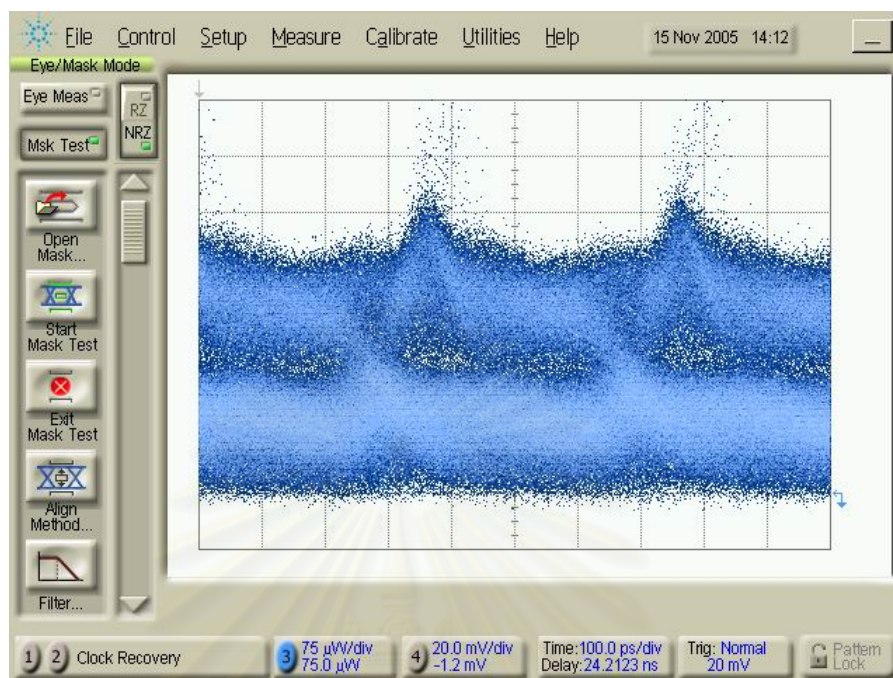 File Control Setup Measure Calibrate Utilities Help 15 Nov 2005 14:12
Eye/Mask Mode
Eye Meas
RZ
NRZ
Msk Test
Open
Mask...
Start
Mask Test
Exit
Mask Test
Align
Method...
Filter...
1 2 Clock Recovery
3 75 µW/div
75.0 µW
4 20.0 mV/div
-1.2 mV
Time:100.0 ps/div
Delay:24.2123 ns
Trig: Normal
20 mV
Pattern
Lock